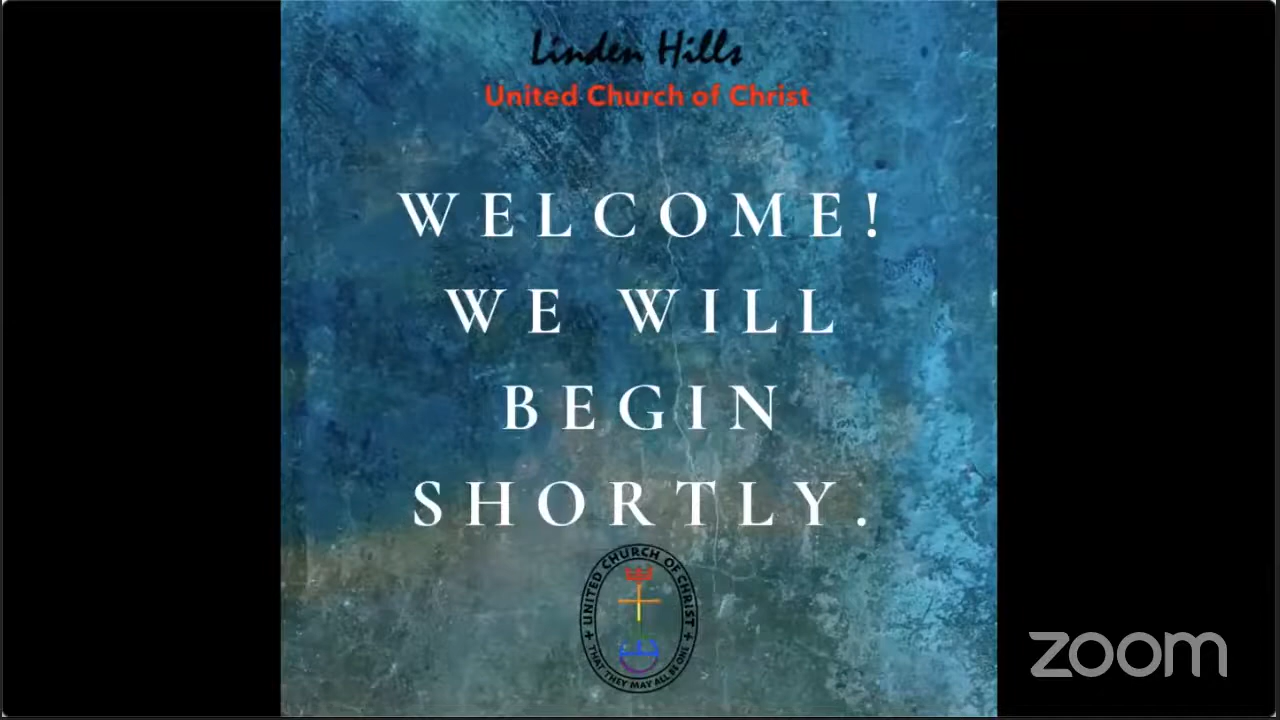 Linden Hills
United Church of Christ
WELCOME!
WE WILL
BEGIN
SHORTLY.
UNITED CHURCH OF CHRIST
+ THAT THEY MAY ALL BE ONE +
zoom